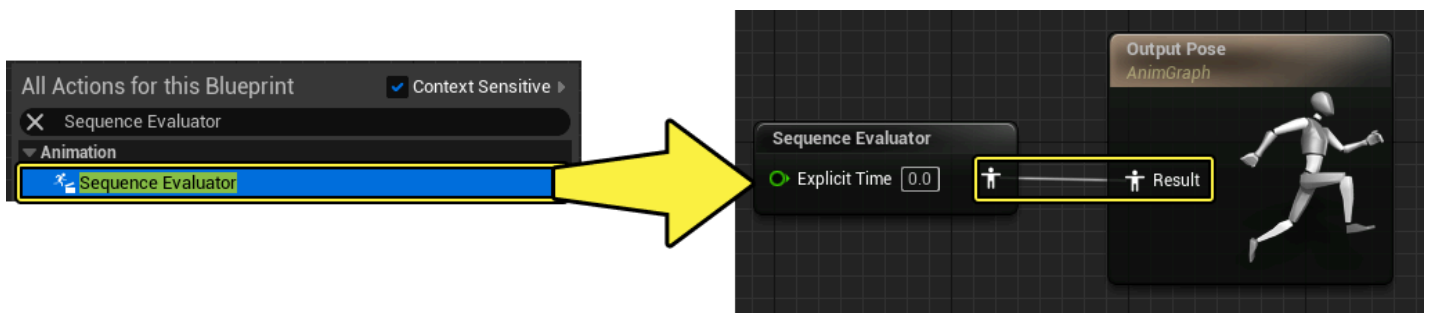 All Actions for this Blueprint
Context Sensitive
Sequence Evaluator
Animation
Sequence Evaluator
Sequence Evaluator
Explicit Time 0.0
Output Pose
AnimGraph
Result